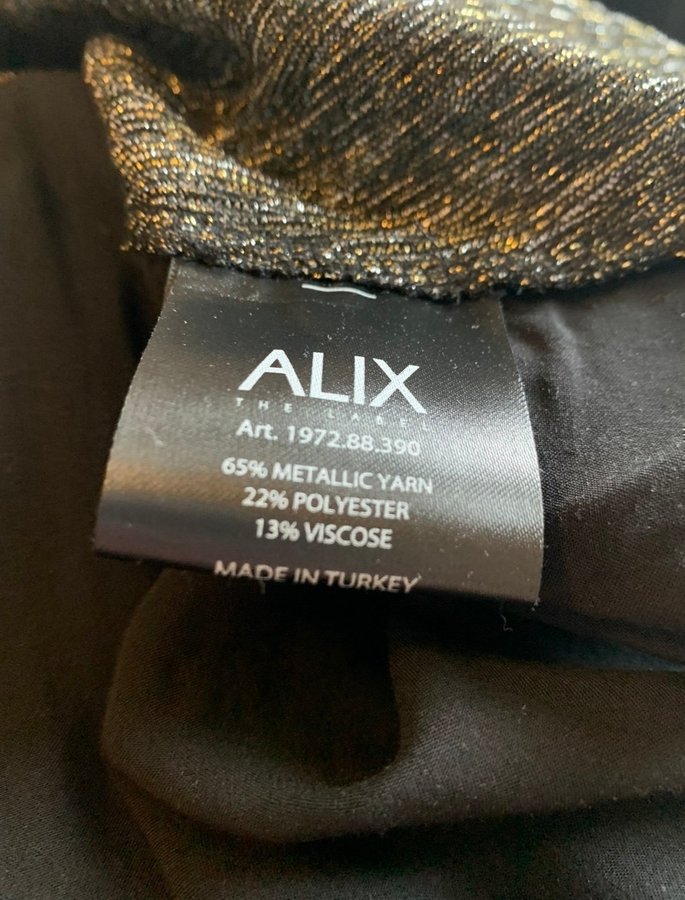 ALIX
THE LABEL
Art. 1972.88.390
65% METALLIC YARN
22% POLYESTER
13% VISCOSE
MADE IN TURKEY